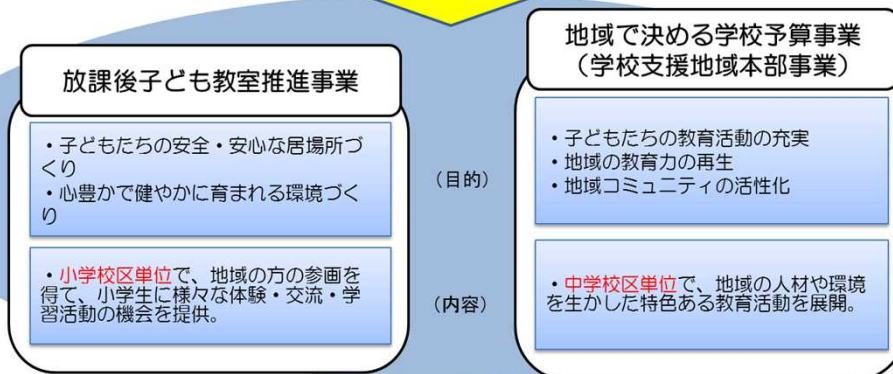 放課後子ども教室推進事業
・子どもたちの安全・安心な居場所づ
くり
・心豊かで健やかに育まれる環境づく
り
・小学校区単位で、地域の方の参画を
得て、小学生に様々な体験・交流・学
習活動の機会を提供。
(目的)
(内容)
地域で決める学校予算事業
(学校支援地域本部事業)
・子どもたちの教育活動の充実
・地域の教育力の再生
・地域コミュニティの活性化
・中学校区単位で、地域の人材や環境
を生かした特色ある教育活動を展開。